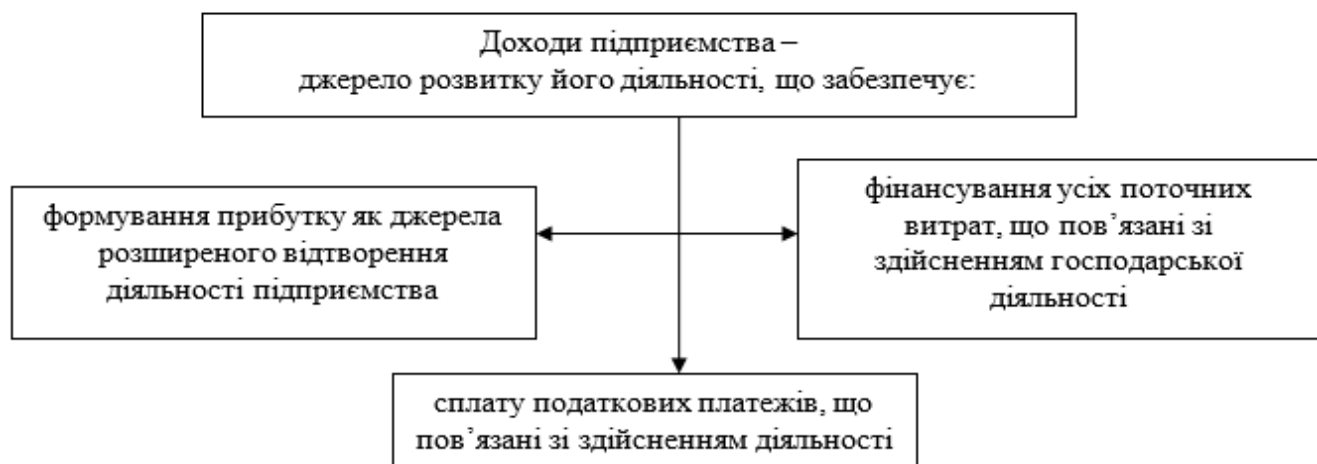 Доходи підприємства –
джерело розвитку його діяльності, що забезпечує:
формування прибутку як джерела
розширеного відтворення
діяльності підприємства
фінансування усіх поточних
витрат, що пов’язані зі
здійсненням господарської
діяльності
сплату податкових платежів, що
пов’язані зі здійсненням діяльності